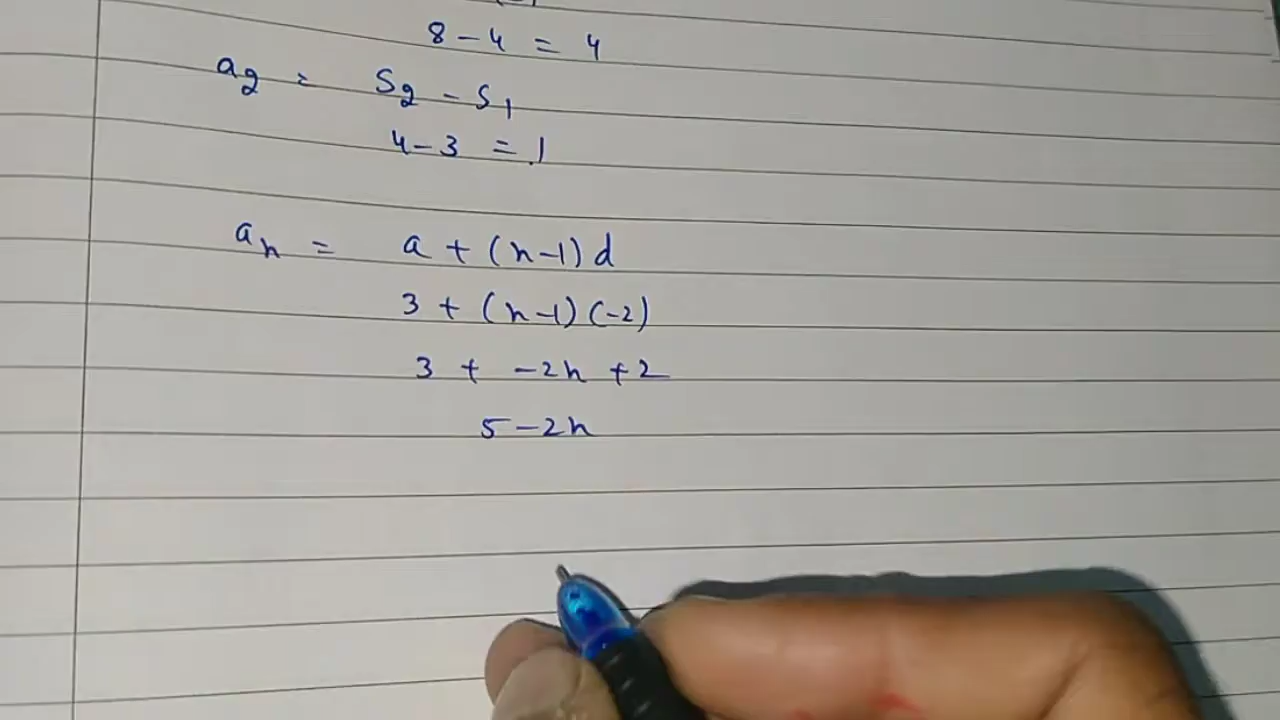 8 - 4 = 4
a₂ = S₂ - S₁
4 - 3 = 1
aₙ = a + (n-1)d
3 + (n-1)(-2)
3 + -2n + 2
5 - 2n